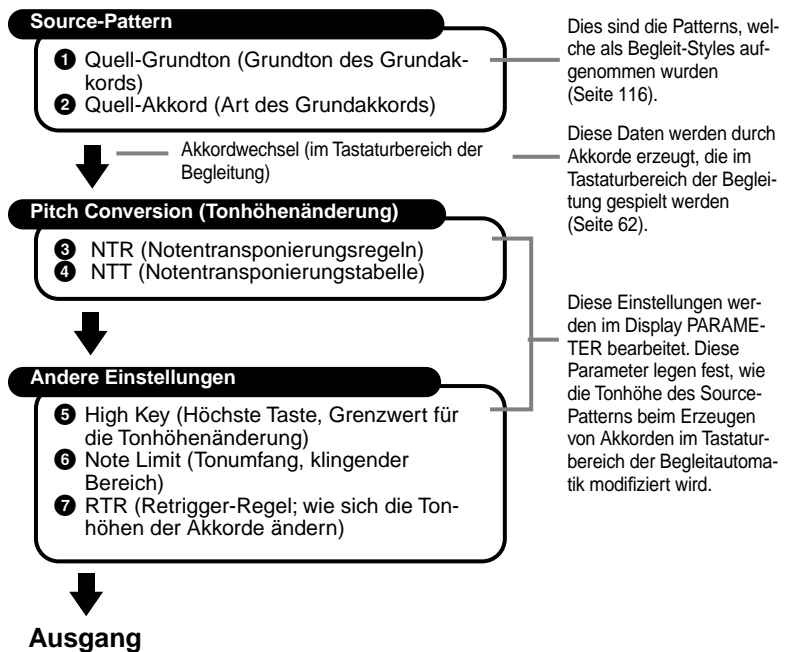 Source-Pattern
❶ Quell-Grundton (Grundton des Grundak-
kords)
❷ Quell-Akkord (Art des Grundakkords)
Dies sind die Patterns, wel-
che als Begleit-Styles auf-
genommen wurden
(Seite 116).
Akkordwechsel (im Tastaturbereich der
Begleitung)
Diese Daten werden durch
Akkorde erzeugt, die im
Tastaturbereich der Beglei-
tung gespielt werden
(Seite 62).
Pitch Conversion (Tonhöhenänderung)
❸ NTR (Notentransponierungsregeln)
❹ NTT (Notentransponierungstabelle)
Diese Einstellungen wer-
den im Display PARAME-
TER bearbeitet. Diese
Parameter legen fest, wie
die Tonhöhe des Source-
Patterns beim Erzeugen
von Akkorden im Tastatur-
bereich der Begleitautoma-
tik modifiziert wird.
Andere Einstellungen
❺ High Key (Höchste Taste, Grenzwert für
die Tonhöhenänderung)
❻ Note Limit (Tonumfang, klingender
Bereich)
❼ RTR (Retrigger-Regel; wie sich die Ton-
höhen der Akkorde ändern)
Ausgang